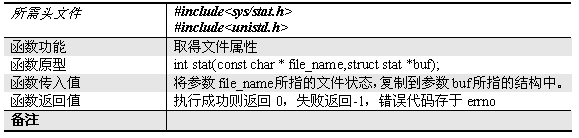 所需头文件
#include<sys/stat.h>
#include<unistd.h>
函数功能 取得文件属性
函数原型 int stat(const char * file_name,struct stat *buf);
函数传入值 将参数 file_name所指的文件状态，复制到参数 buf所指的结构中。
函数返回值 执行成功则返回 0，失败返回-1，错误代码存于 errno
备注